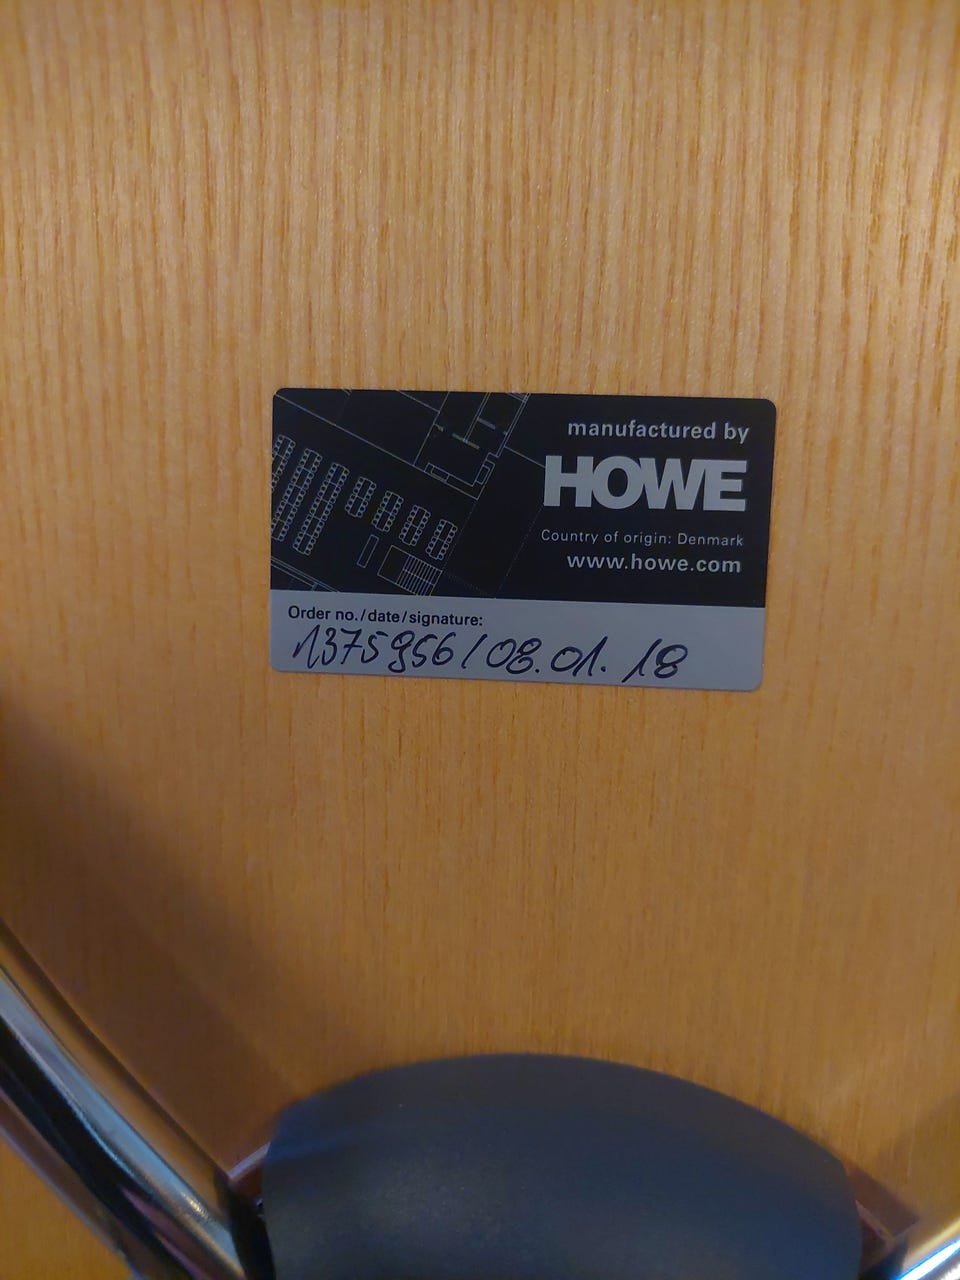 manufactured by
HOWE
Country of origin: Denmark
www.howe.com
Order no./date/signature:
1375956/08.01.18